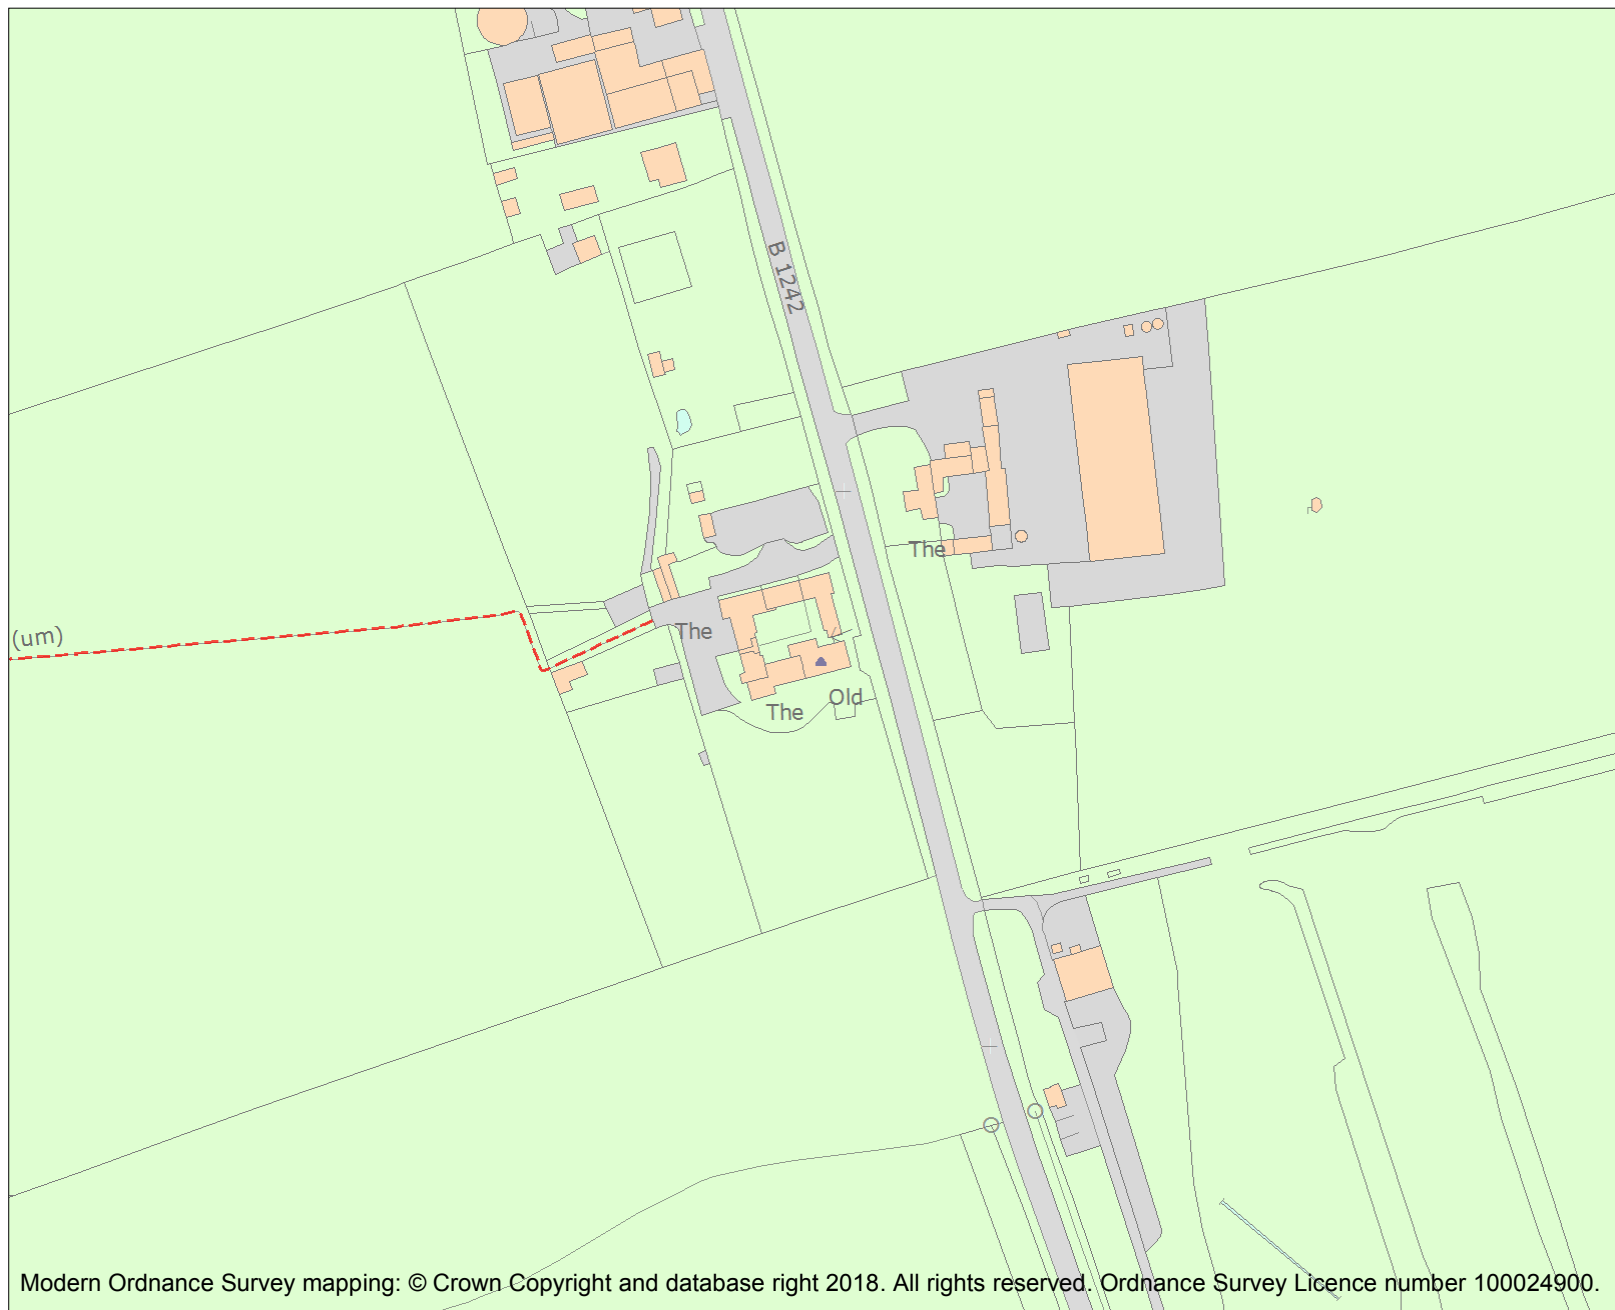 B 1242
The
(um)
The
The
Old
Modern Ordnance Survey mapping: © Crown Copyright and database right 2018. All rights reserved. Ordnance Survey Licence number 100024900.